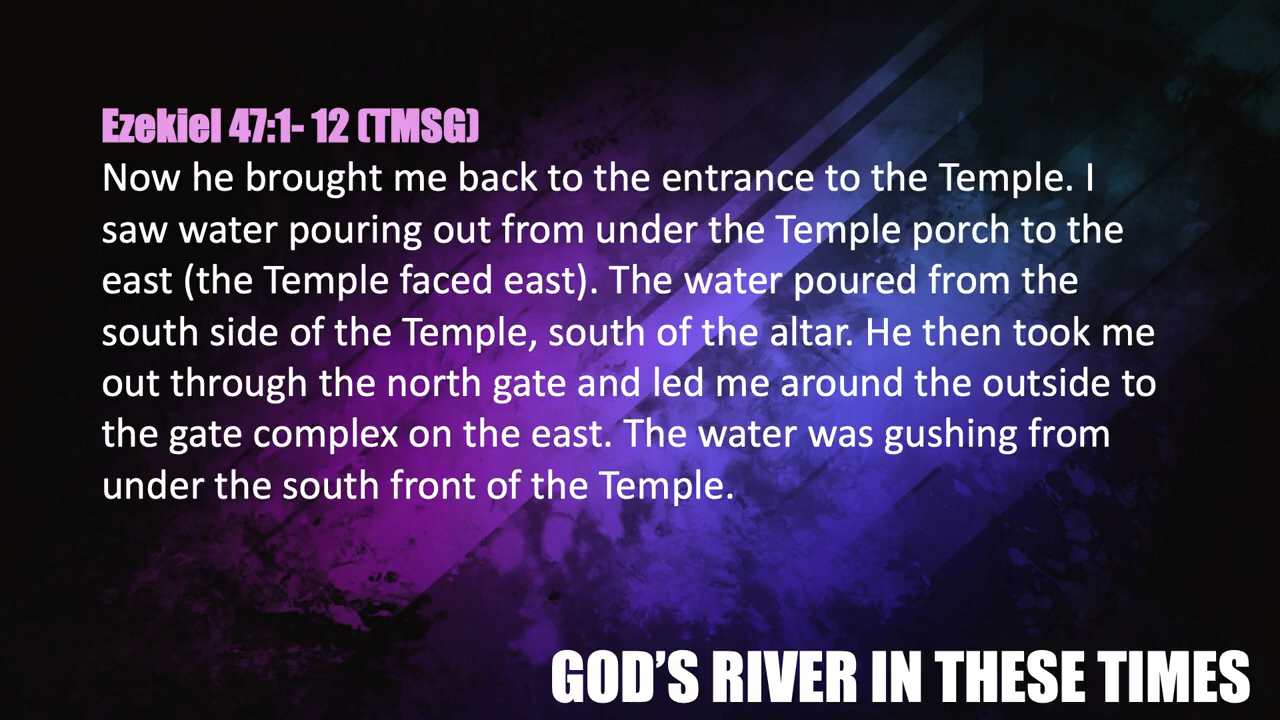 Ezekiel 47:1- 12 (TMSG)
Now he brought me back to the entrance to the Temple. I
saw water pouring out from under the Temple porch to the
east (the Temple faced east). The water poured from the
south side of the Temple, south of the altar. He then took me
out through the north gate and led me around the outside to
the gate complex on the east. The water was gushing from
under the south front of the Temple.
GOD’S RIVER IN THESE TIMES